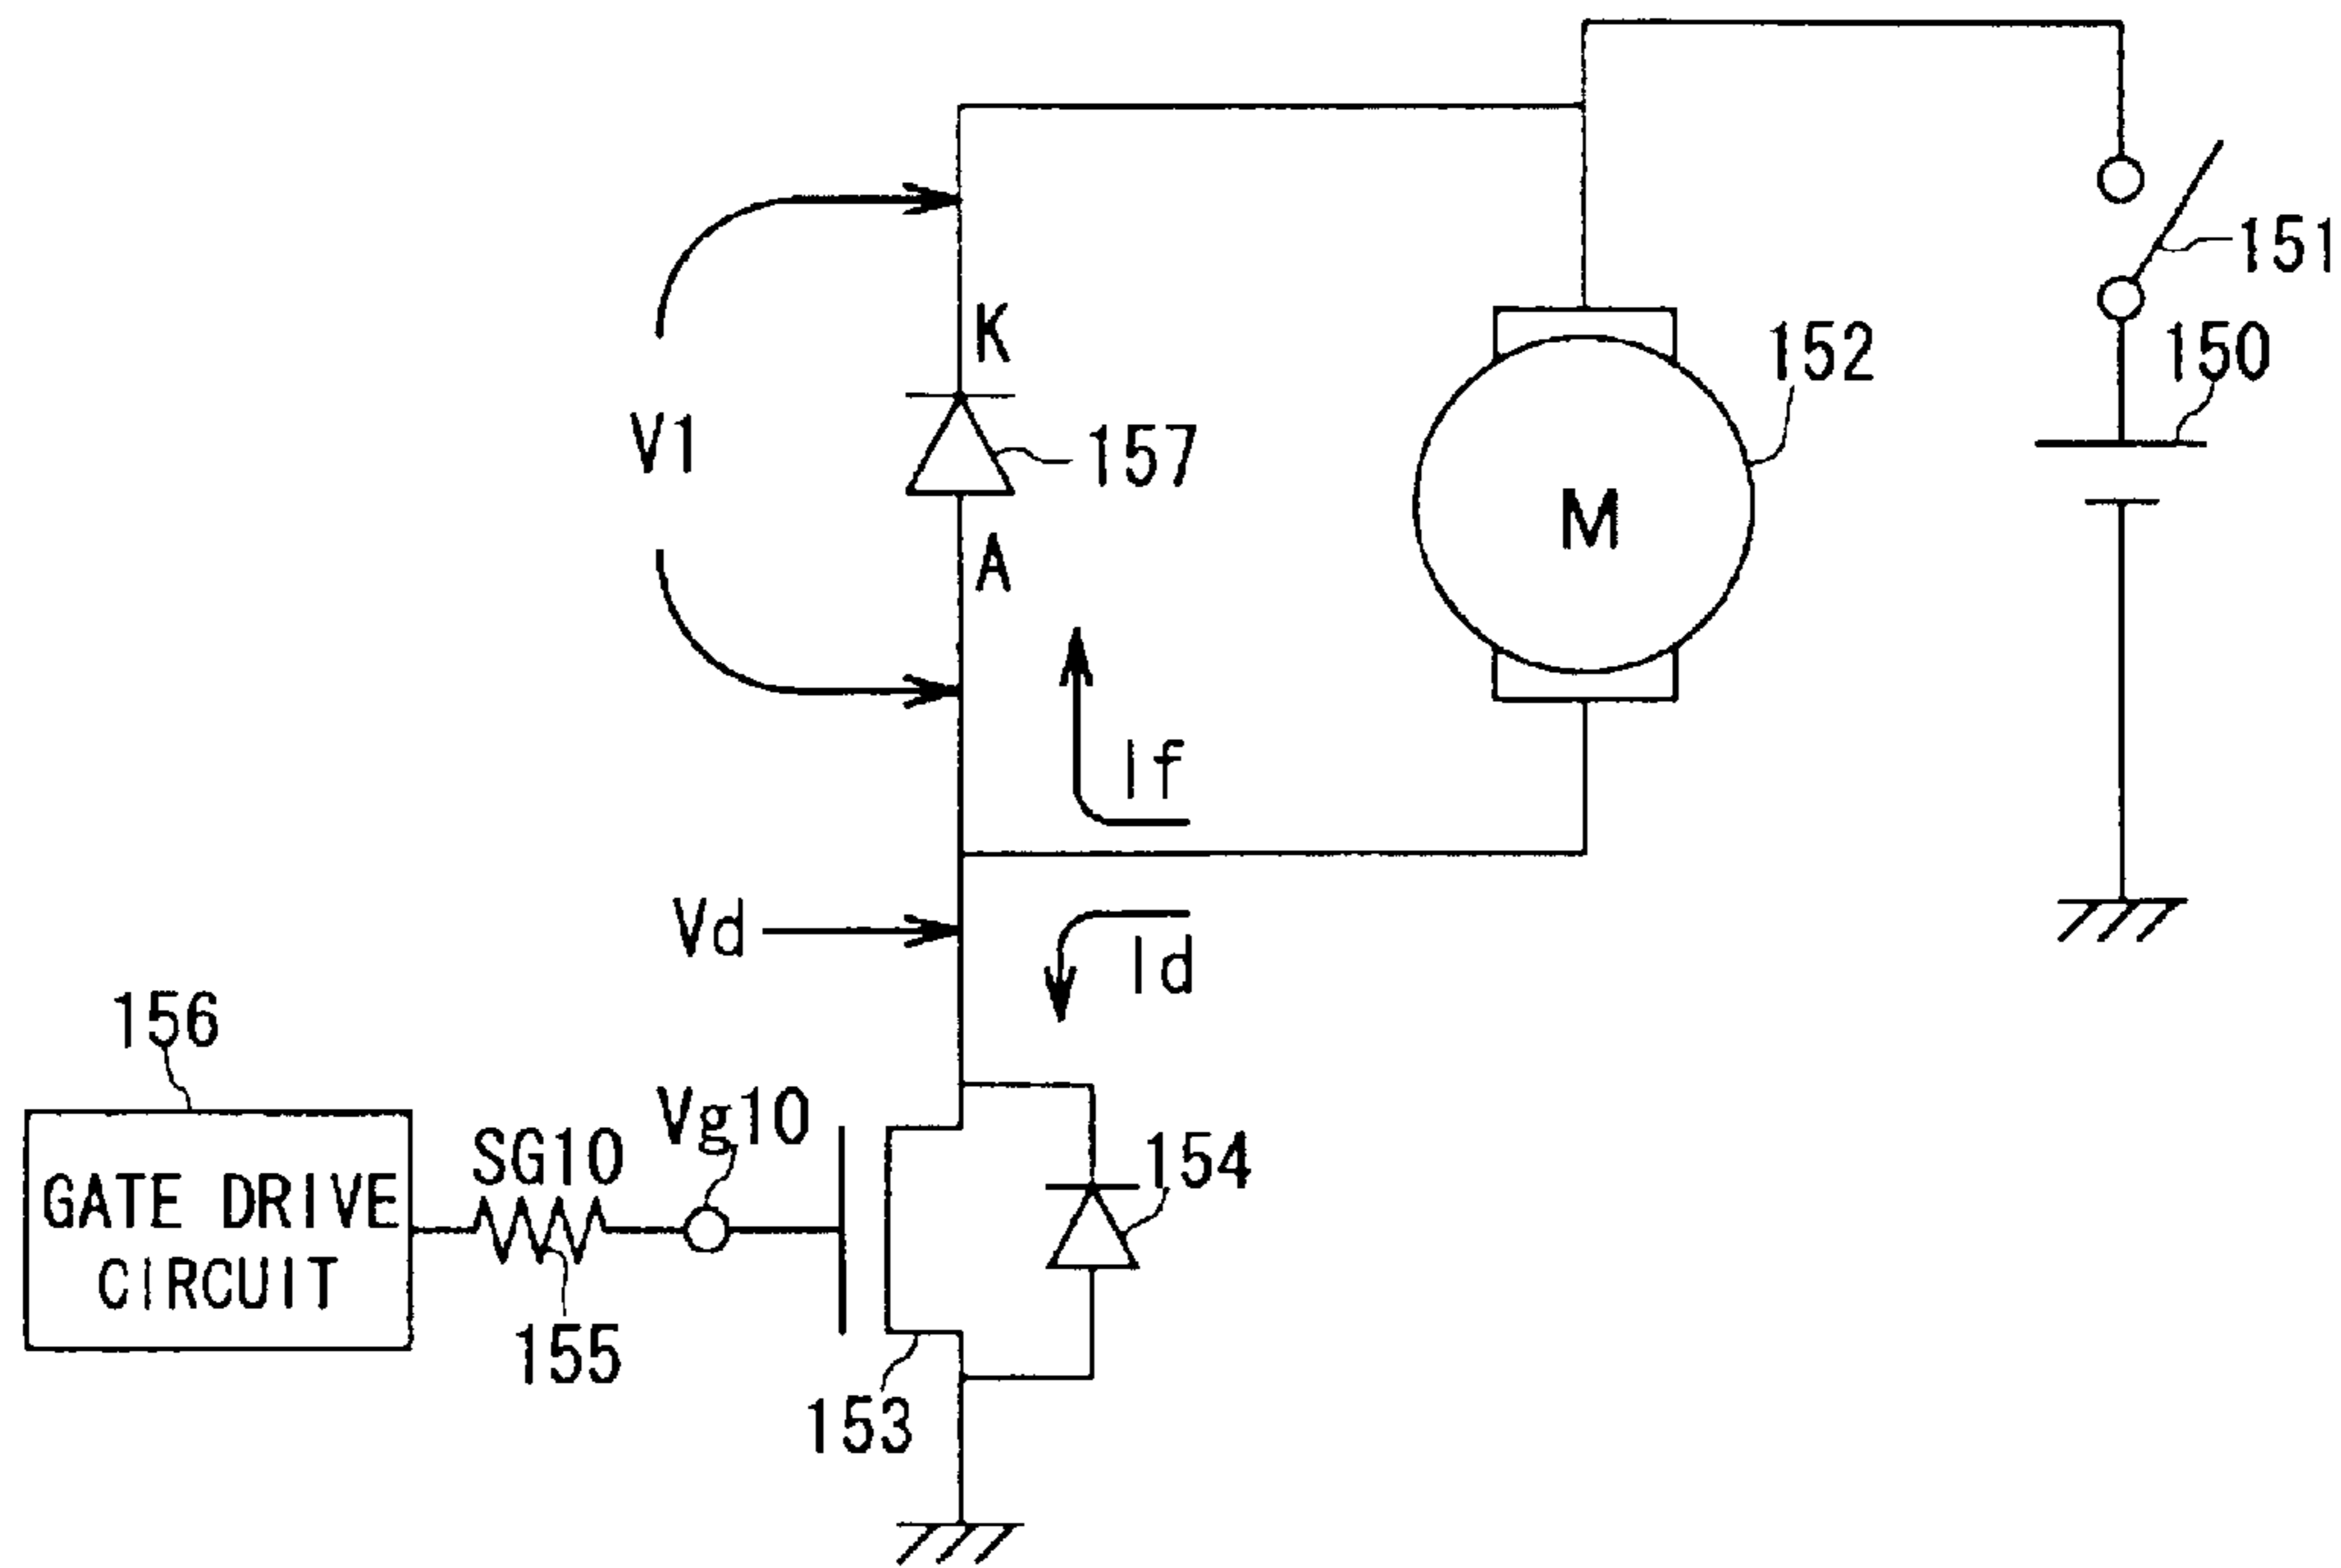 151
150
152
K
V1
157
M
A
If
Vd
Id
156
Vg10
SG10
154
GATE DRIVE
CIRCUIT
155
153